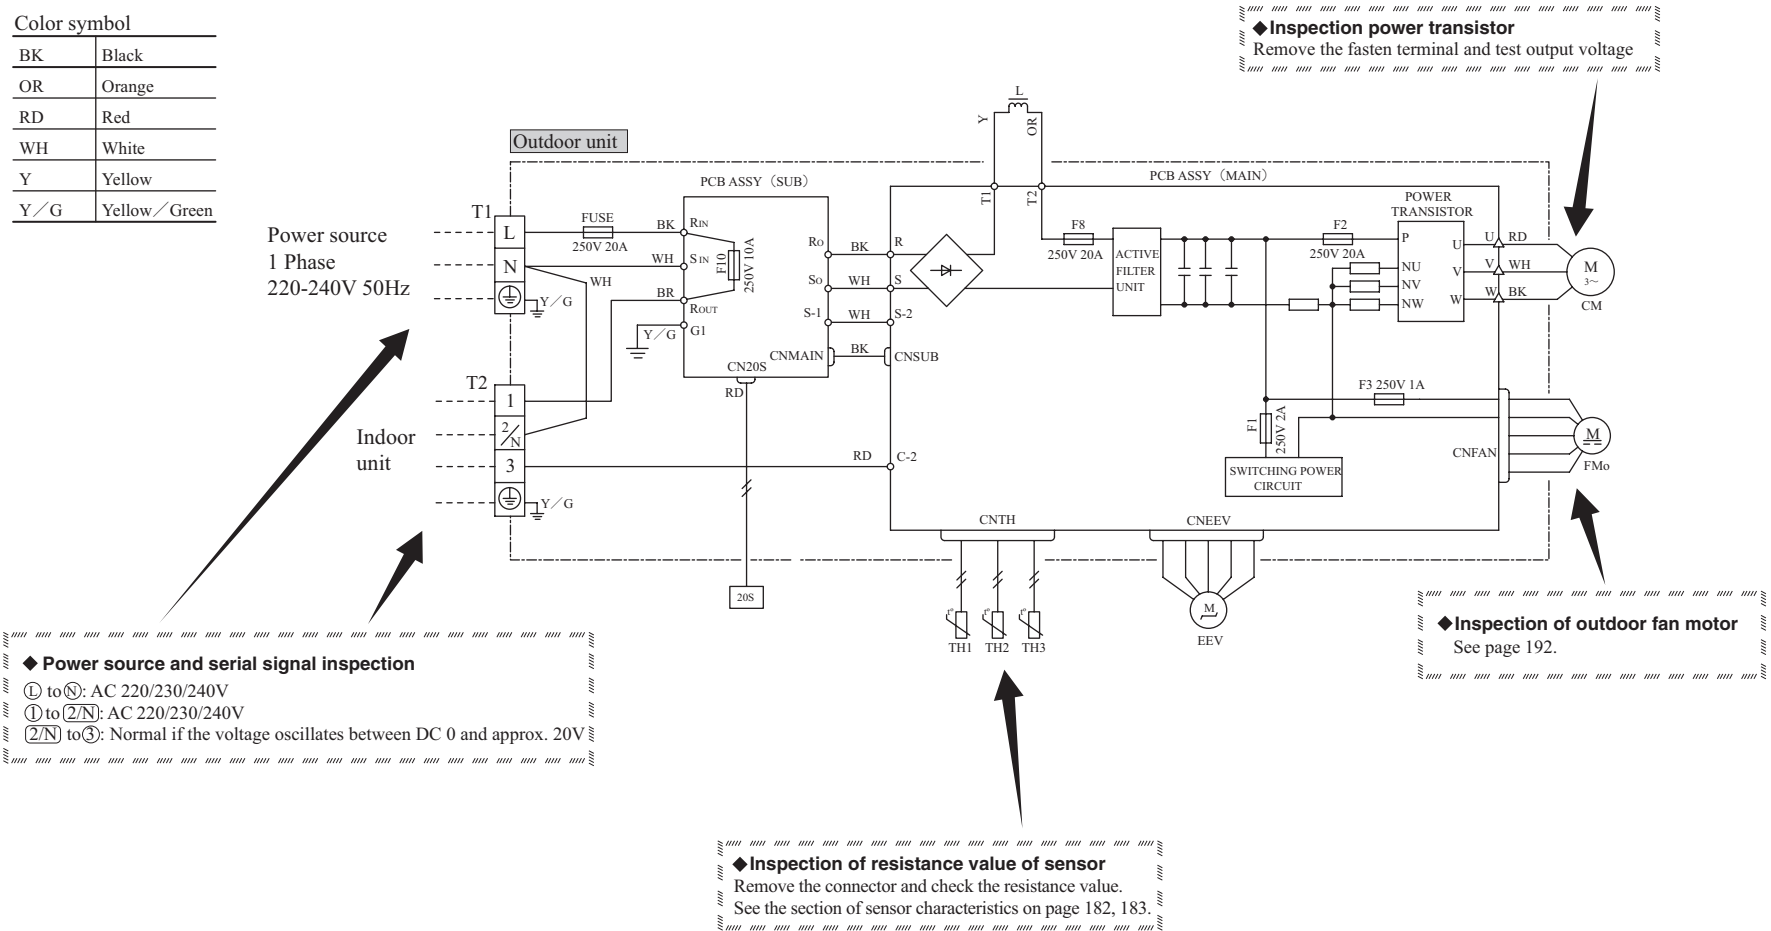 Color symbol
BK Black
OR Orange
RD Red
WH White
Y Yellow
Y／G Yellow／Green
◆Inspection power transistor
Remove the fasten terminal and test output voltage
Outdoor unit
Power source
1 Phase
220-240V 50Hz
Indoor
unit
T1
L
N
Y／G
T2
1
2/N
3
Y／G
FUSE
250V 20A
BK
WH
WH
BR
Y／G
PCB ASSY（SUB）
RIN
SIN
ROUT
G1
F10
250V 10A
RO
SO
S-1
CNMAIN
CN20S
RD
20S
BK
WH
WH
BK
RD
R
S
S-2
CNSUB
C-2
L
Y
OR
T1
T2
PCB ASSY（MAIN）
F8
250V 20A
ACTIVE
FILTER
UNIT
F2
250V 20A
POWER
TRANSISTOR
P
NU
NV
NW
U
V
W
U
V
W
RD
WH
BK
M
3～
CM
F3 250V 1A
F1
250V 2A
SWITCHING POWER
CIRCUIT
CNFAN
M
FMo
CNTH
CNEEV
t°
t°
t°
TH1
TH2
TH3
M
EEV
◆ Power source and serial signal inspection
Ⓛ to Ⓝ: AC 220/230/240V
① to 2/N: AC 220/230/240V
2/N to ③: Normal if the voltage oscillates between DC 0 and approx. 20V
◆Inspection of outdoor fan motor
See page 192.
◆Inspection of resistance value of sensor
Remove the connector and check the resistance value.
See the section of sensor characteristics on page 182, 183.